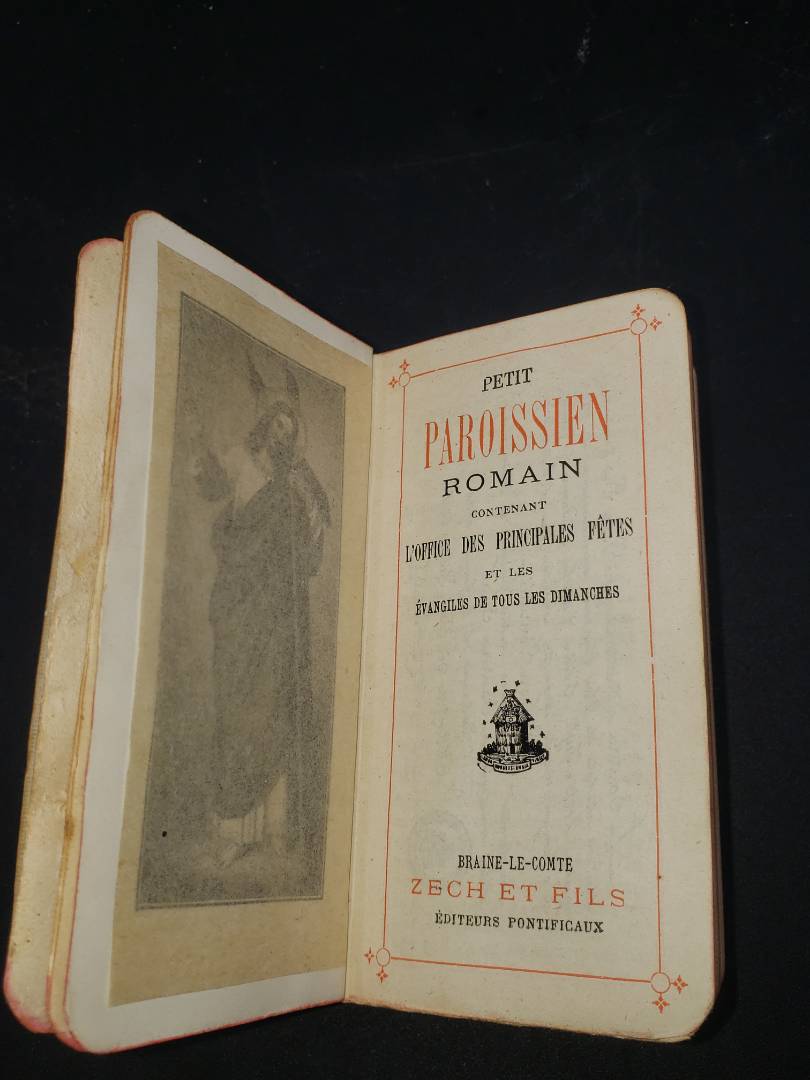 PETIT
PAROISSIEN
ROMAIN
CONTENANT
L'OFFICE DES PRINCIPALES FÊTES
ET LES
ÉVANGILES DE TOUS LES DIMANCHES
BRAINE-LE-COMTE
ZECH ET FILS
ÉDITEURS PONTIFICAUX